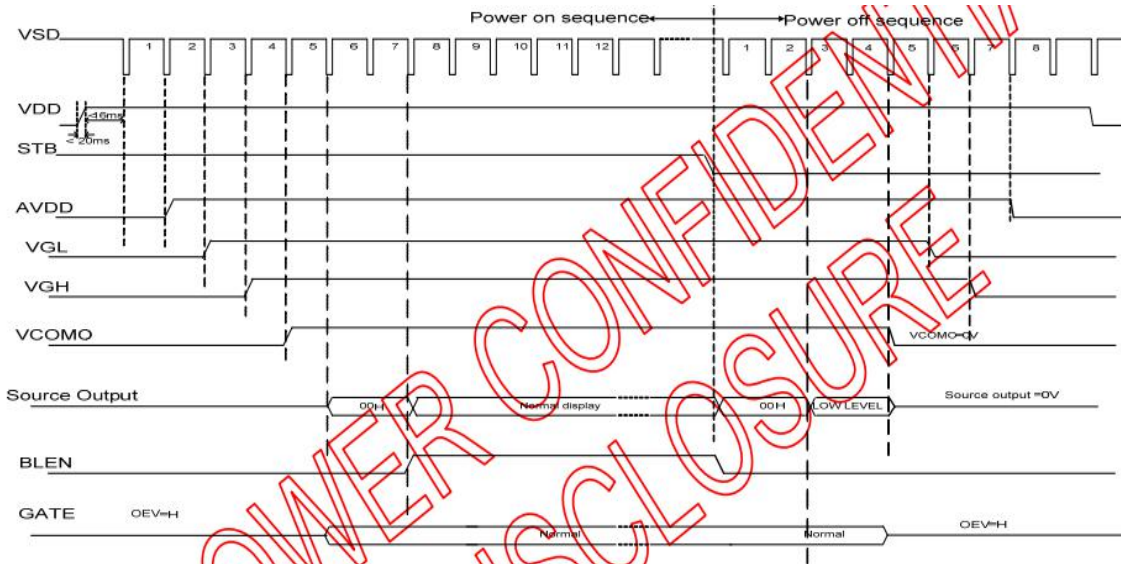 Power on sequence Power off sequence
VSD 1 2 3 4 5 6 7 8 9 10 11 12 1 2 3 4 5 6 7 8
VDD <16ms
< 20ms
STB
AVDD
VGL
VGH
VCOMO VCOMO=0V
Source Output 00H Normal display 00H LOW LEVEL Source output =0V
BLEN
GATE OEV=H Normal Normal OEV=H
OWER CONFIDENTIA
DISCLOSURE